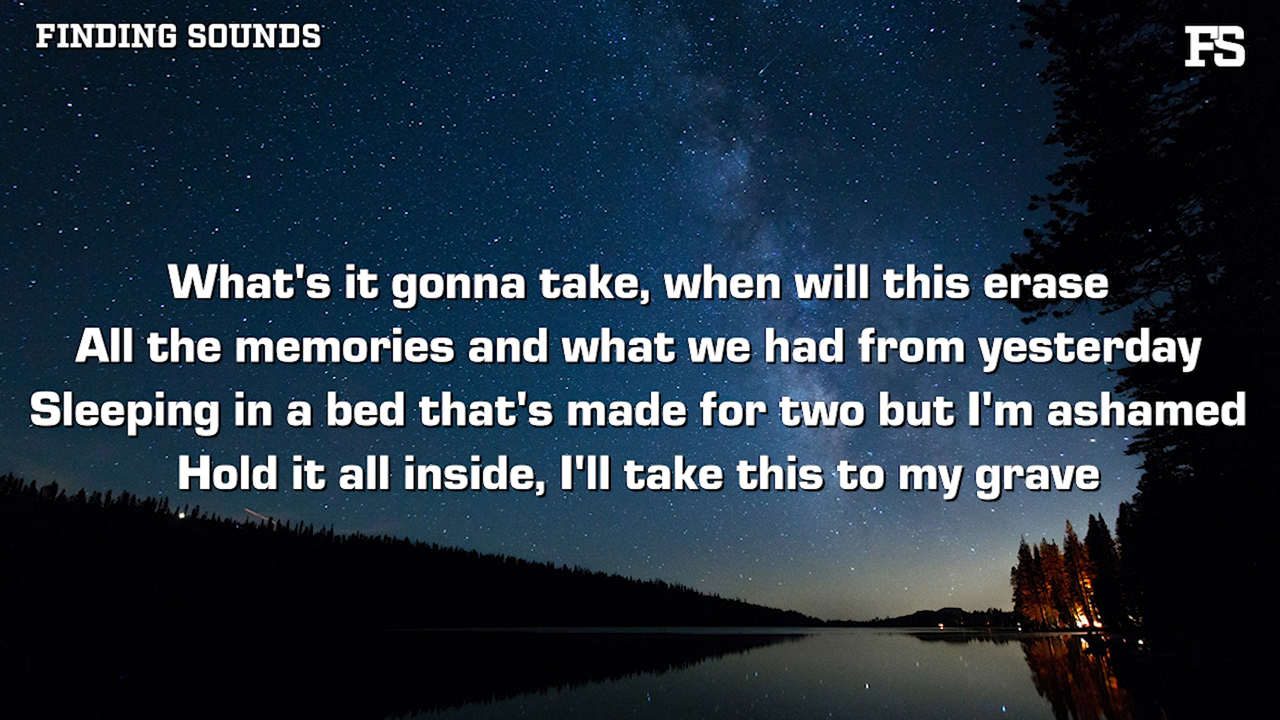 FINDING SOUNDS
FS
What's it gonna take, when will this erase
All the memories and what we had from yesterday
Sleeping in a bed that's made for two but I'm ashamed
Hold it all inside, I'll take this to my grave